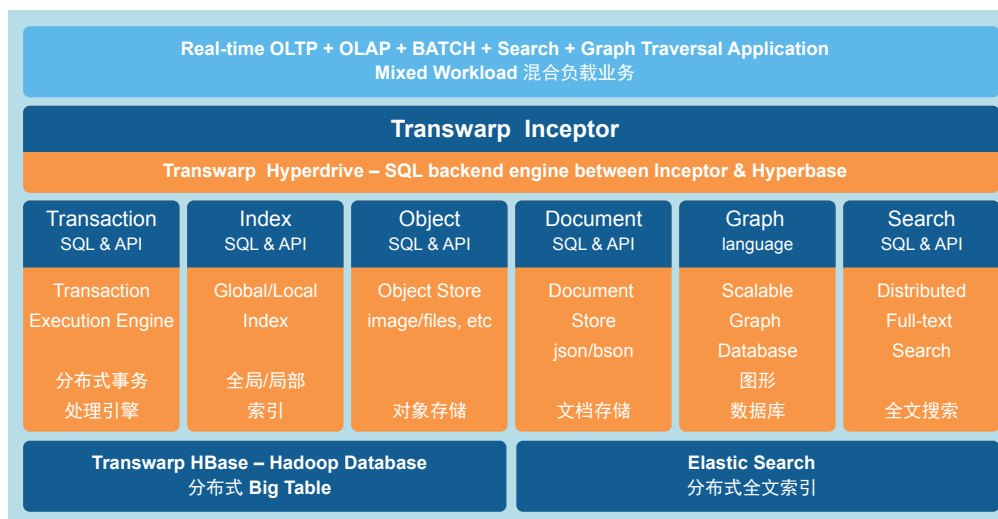 Real-time OLTP + OLAP + BATCH + Search + Graph Traversal Application
Mixed Workload 混合负载业务
Transwarp Inceptor
Transwarp Hyperdrive – SQL backend engine between Inceptor & Hyperbase
Transaction
SQL & API
Transaction
Execution Engine
分布式事务
处理引擎
Index
SQL & API
Global/Local
Index
全局/局部
索引
Object
SQL & API
Object Store
image/files, etc
对象存储
Document
SQL & API
Document
Store
json/bson
文档存储
Graph
language
Scalable
Graph
Database
图形
数据库
Search
SQL & API
Distributed
Full-text
Search
全文搜索
Transwarp HBase – Hadoop Database
分布式 Big Table
Elastic Search
分布式全文索引